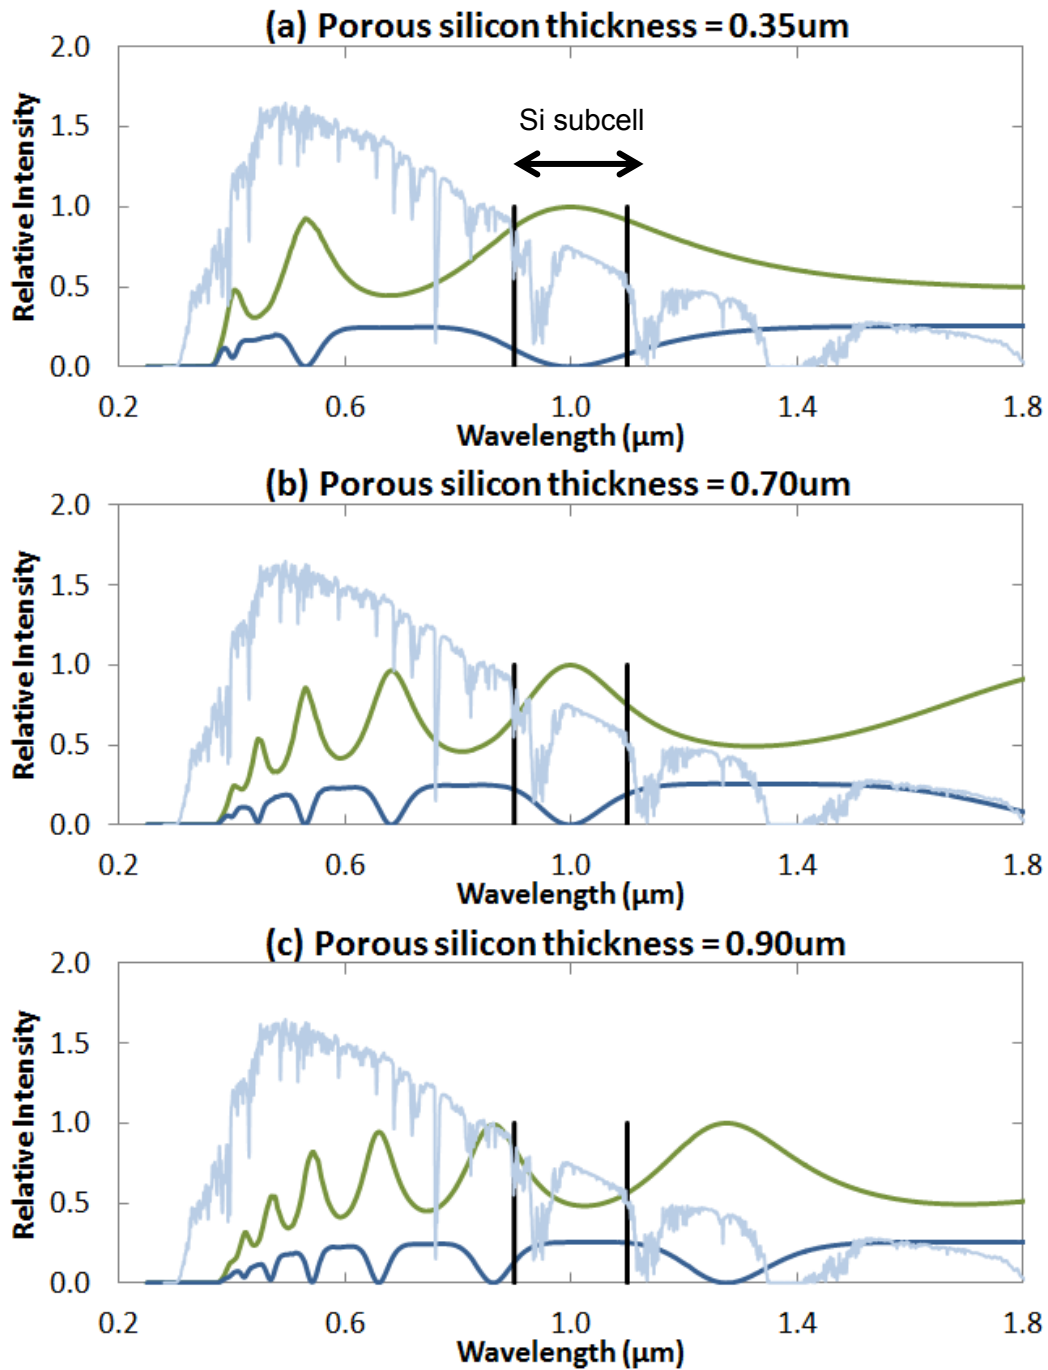 (a) Porous silicon thickness = 0.35um
2.0
Si subcell
1.5
1.0
0.5
0.0
Relative Intensity
0.2 0.6 1.0 1.4 1.8
Wavelength (µm)
(b) Porous silicon thickness = 0.70um
2.0
1.5
1.0
0.5
0.0
Relative Intensity
0.2 0.6 1.0 1.4 1.8
Wavelength (µm)
(c) Porous silicon thickness = 0.90um
2.0
1.5
1.0
0.5
0.0
Relative Intensity
0.2 0.6 1.0 1.4 1.8
Wavelength (µm)